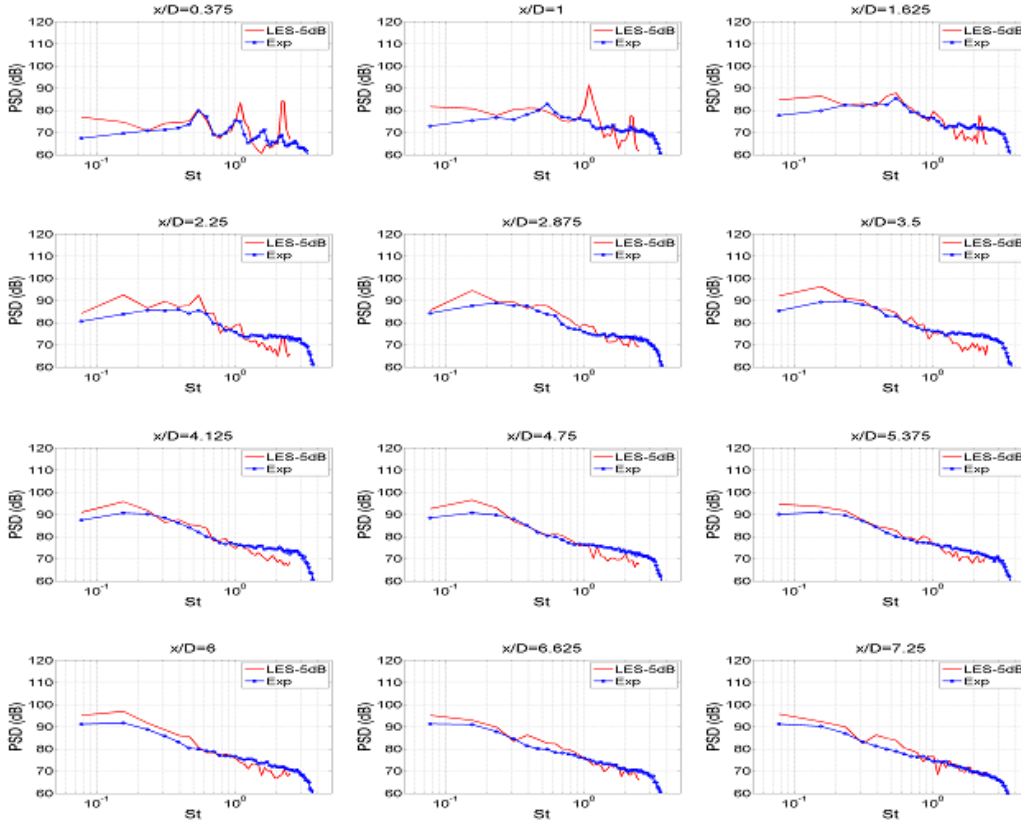 x/D=0.375
x/D=1
x/D=1.625
120
110
100
90
80
70
60
PSD (dB)
LES-5dB
Exp
10⁻¹
10⁰
St
120
110
100
90
80
70
60
PSD (dB)
LES-5dB
Exp
10⁻¹
10⁰
St
120
110
100
90
80
70
60
PSD (dB)
LES-5dB
Exp
10⁻¹
10⁰
St
x/D=2.25
x/D=2.875
x/D=3.5
120
110
100
90
80
70
60
PSD (dB)
LES-5dB
Exp
10⁻¹
10⁰
St
120
110
100
90
80
70
60
PSD (dB)
LES-5dB
Exp
10⁻¹
10⁰
St
120
110
100
90
80
70
60
PSD (dB)
LES-5dB
Exp
10⁻¹
10⁰
St
x/D=4.125
x/D=4.75
x/D=5.375
120
110
100
90
80
70
60
PSD (dB)
LES-5dB
Exp
10⁻¹
10⁰
St
120
110
100
90
80
70
60
PSD (dB)
LES-5dB
Exp
10⁻¹
10⁰
St
120
110
100
90
80
70
60
PSD (dB)
LES-5dB
Exp
10⁻¹
10⁰
St
x/D=6
x/D=6.625
x/D=7.25
120
110
100
90
80
70
60
PSD (dB)
LES-5dB
Exp
10⁻¹
10⁰
St
120
110
100
90
80
70
60
PSD (dB)
LES-5dB
Exp
10⁻¹
10⁰
St
120
110
100
90
80
70
60
PSD (dB)
LES-5dB
Exp
10⁻¹
10⁰
St